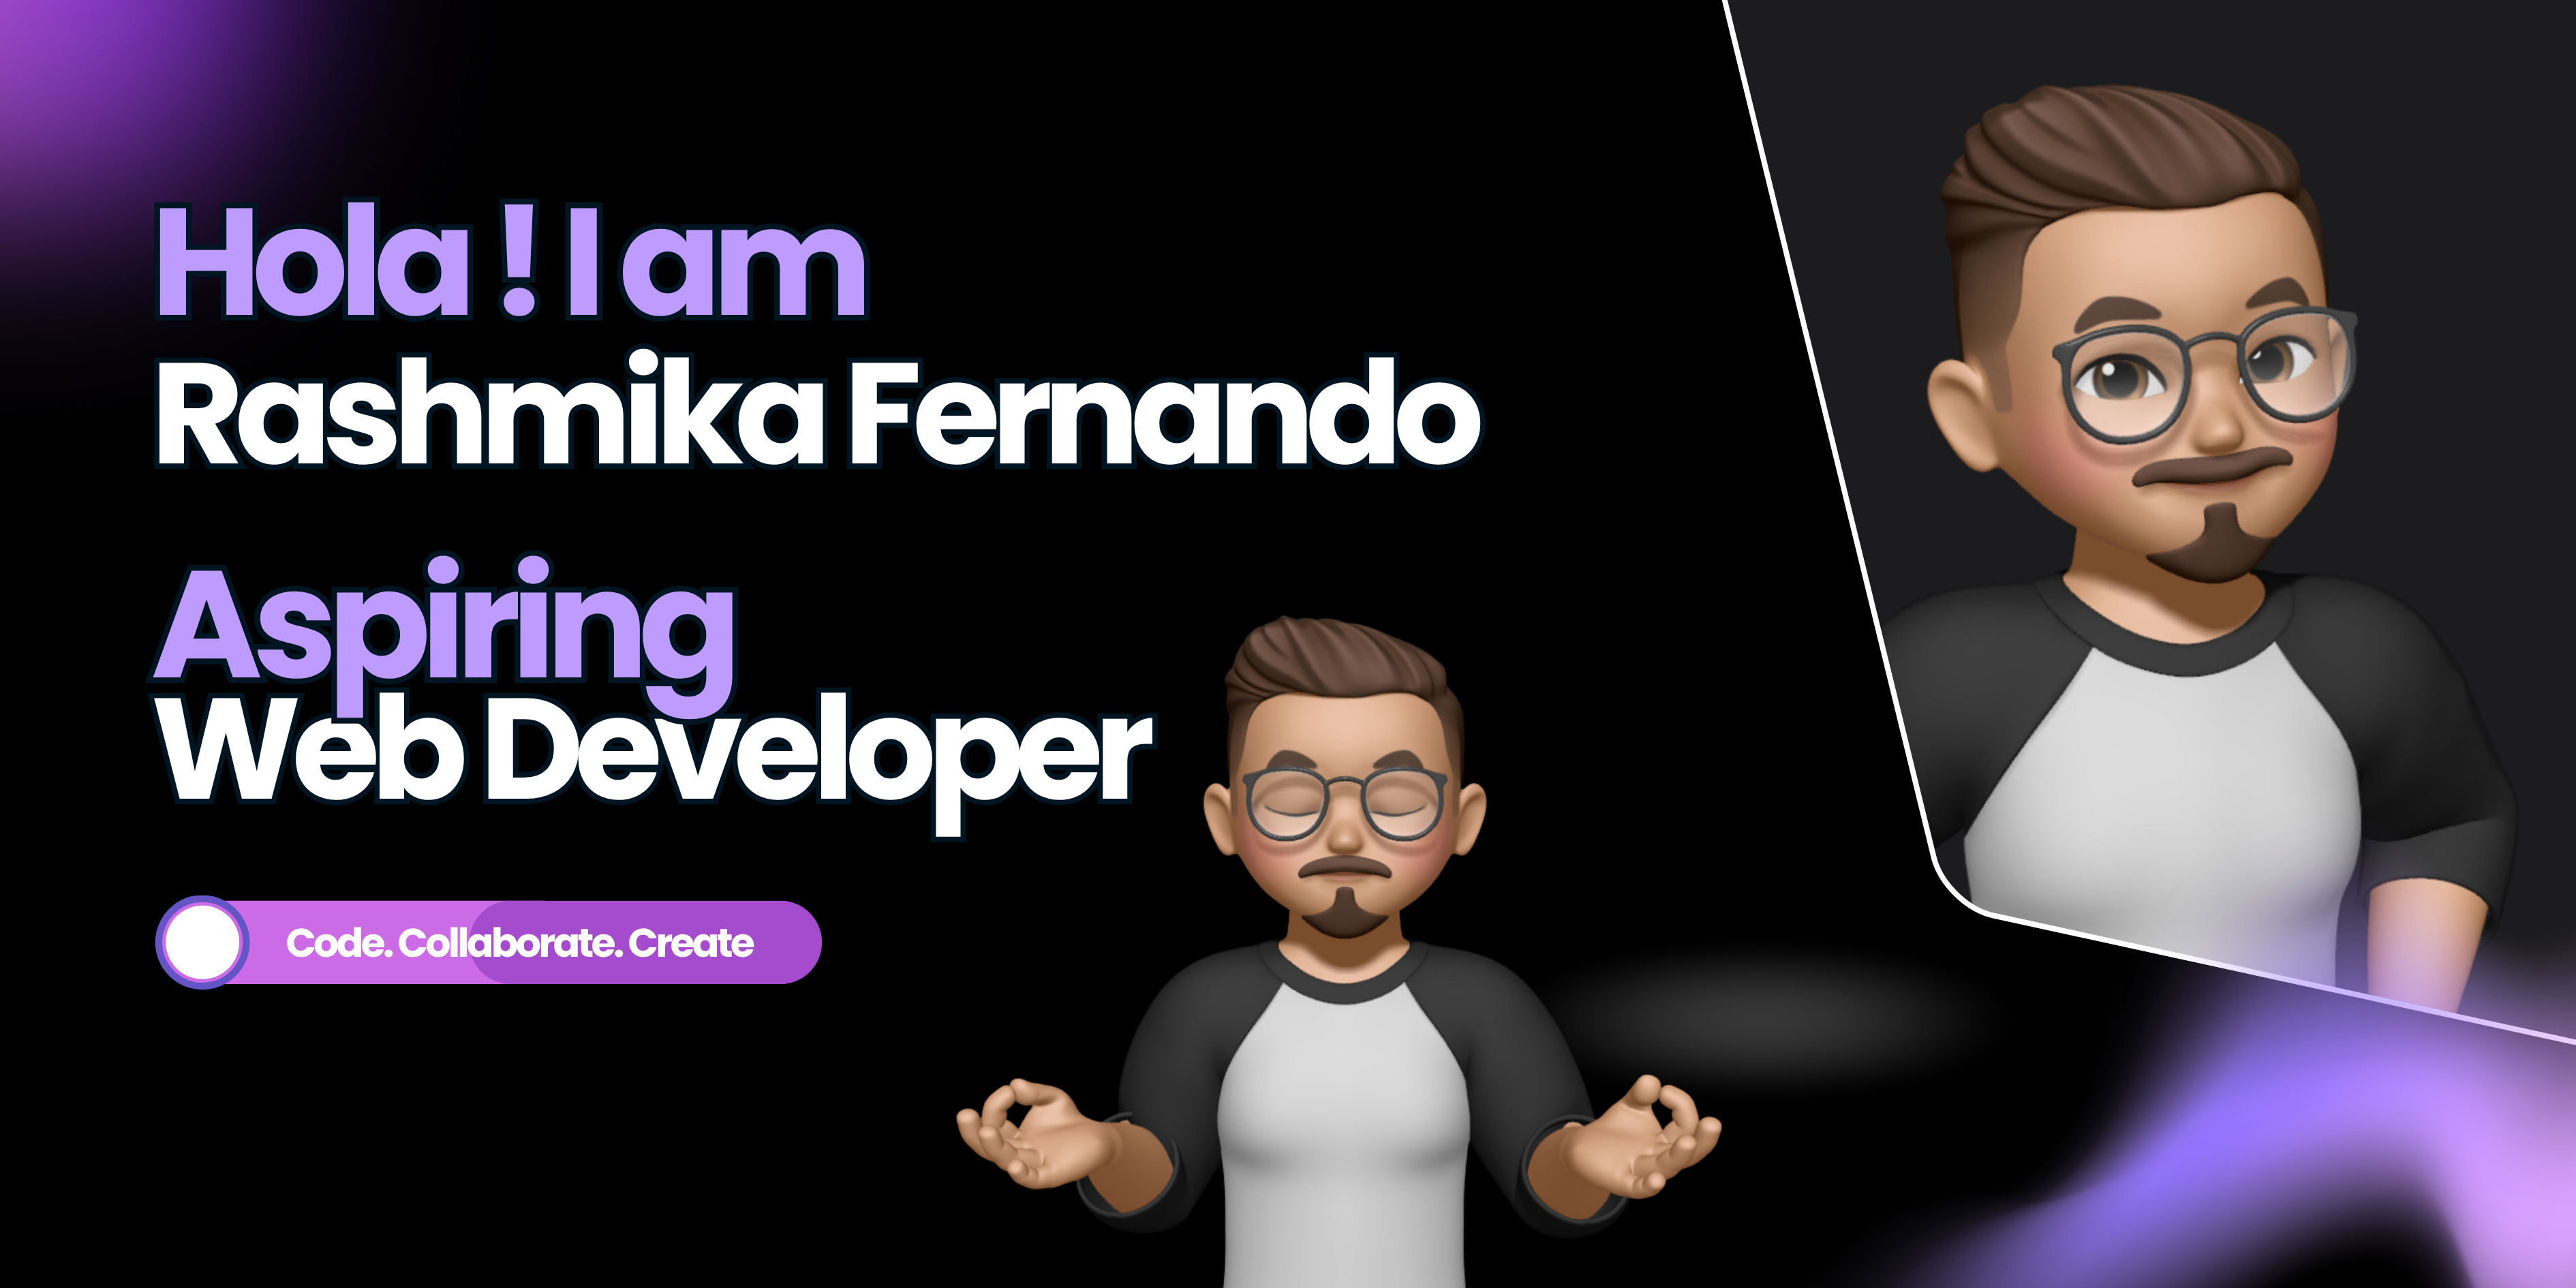 Hola ! I am
Rashmika Fernando
Aspiring
Web Developer
Code. Collaborate. Create